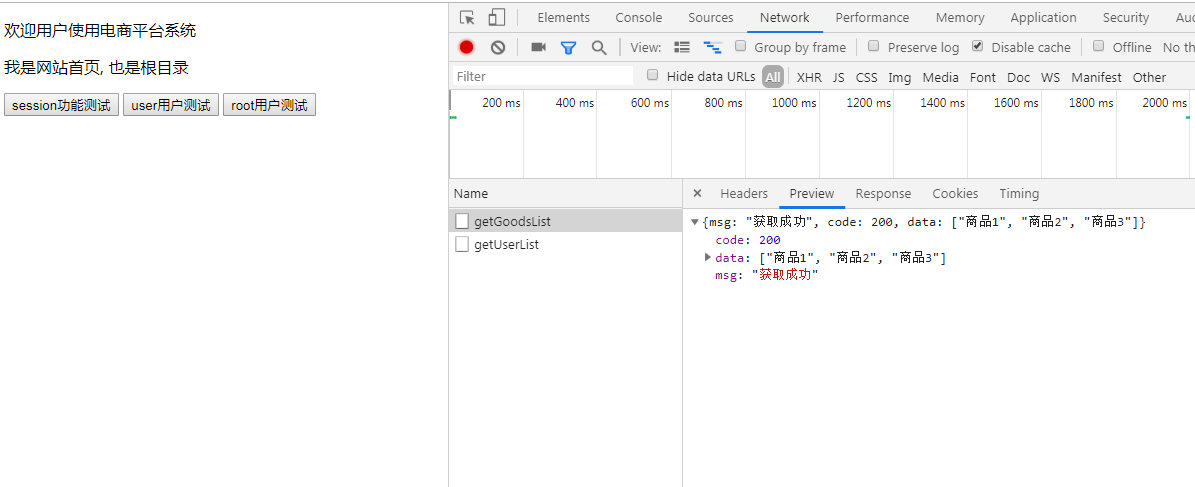 欢迎用户使用电商平台系统
我是网站首页, 也是根目录
session功能测试 user用户测试 root用户测试
Elements Console Sources Network Performance Memory Application Security Audi
View: Group by frame Preserve log Disable cache Offline No th
Filter Hide data URLs All XHR JS CSS Img Media Font Doc WS Manifest Other
200 ms 400 ms 600 ms 800 ms 1000 ms 1200 ms 1400 ms 1600 ms 1800 ms 2000 ms
Name
getGoodsList
getUserList
× Headers Preview Response Cookies Timing
▼{msg: "获取成功", code: 200, data: ["商品1", "商品2", "商品3"]}
code: 200
▶data: ["商品1", "商品2", "商品3"]
msg: "获取成功"